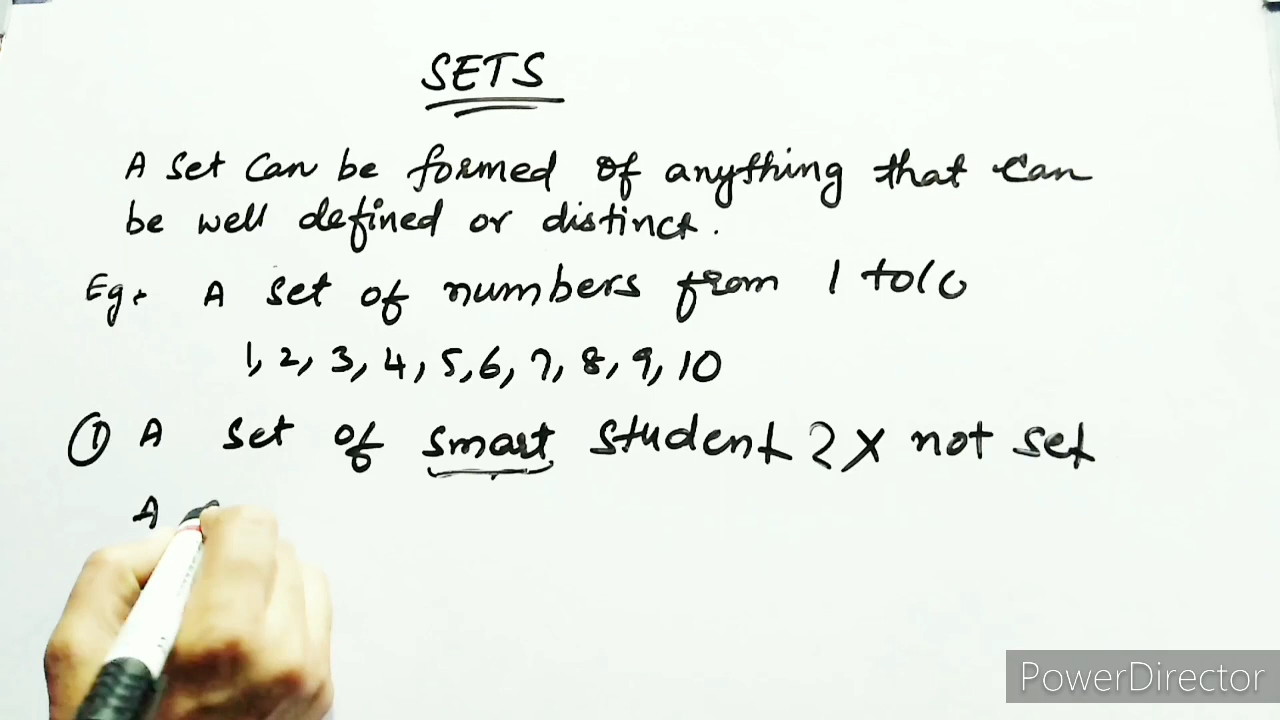 SETS
A set can be formed of anything that can
be well defined or distinct.
Eg: A set of numbers from 1 to 10
1, 2, 3, 4, 5, 6, 7, 8, 9, 10
① A set of smart student ? X not set
A
PowerDirector